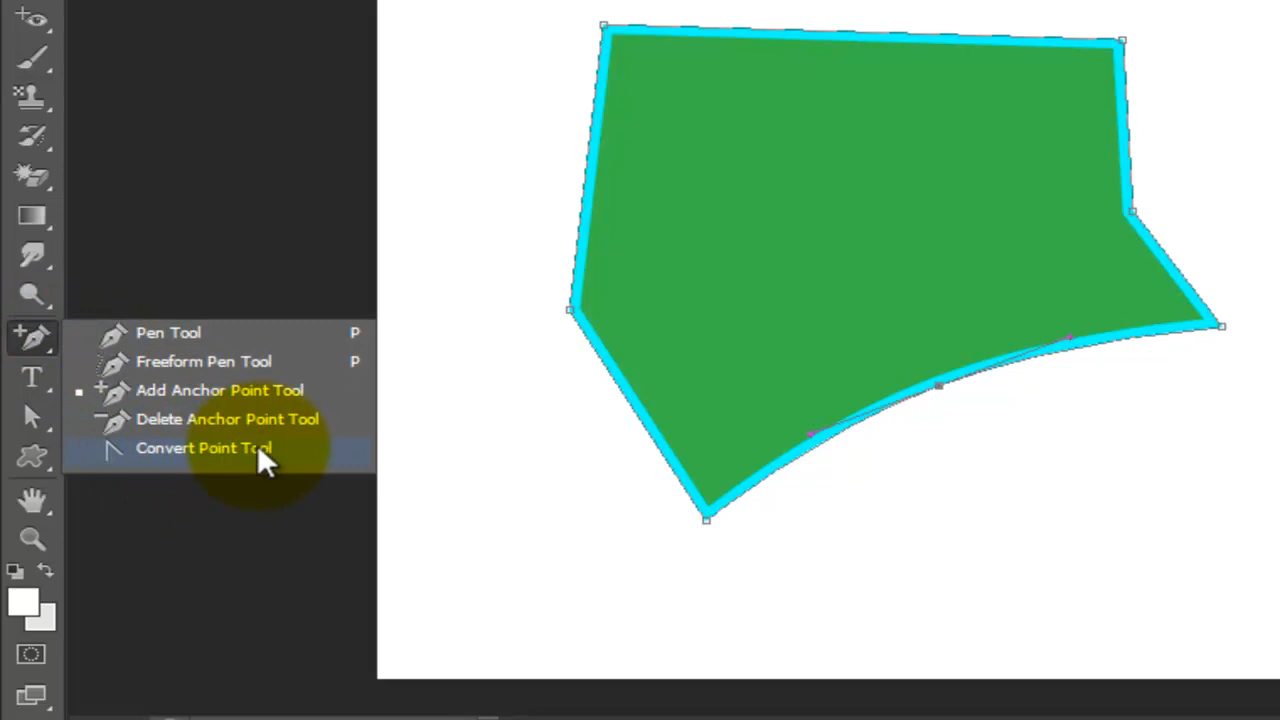 Pen Tool P
Freeform Pen Tool P
Add Anchor Point Tool
Delete Anchor Point Tool
Convert Point Tool